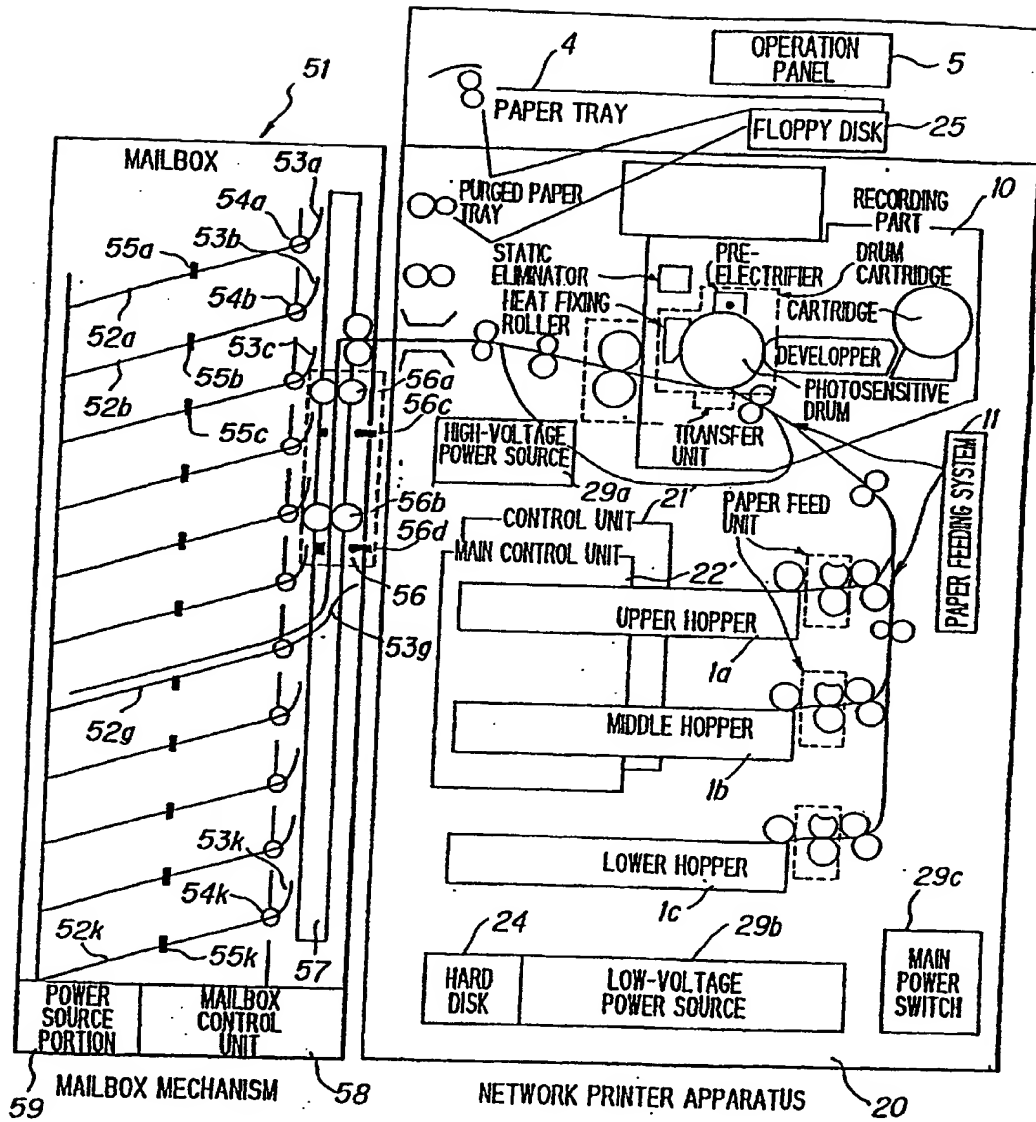 51
MAILBOX
53a
54a
53b
55a
54b
52a
53c
55b
52b
55c
56a
56c
56b
56d
56
53g
52g
53k
54k
52k
55k
57
POWER
SOURCE
PORTION
MAILBOX
CONTROL
UNIT
59
MAILBOX MECHANISM
58
4
OPERATION
PANEL
5
PAPER TRAY
FLOPPY DISK
25
PURGED PAPER
TRAY
RECORDING
PART
10
STATIC
ELIMINATOR
PRE-
ELECTRIFIER
DRUM
CARTRIDGE
HEAT FIXING
ROLLER
CARTRIDGE
DEVELOPPER
PHOTOSENSITIVE
DRUM
TRANSFER
UNIT
HIGH-VOLTAGE
POWER SOURCE
29a
21'
11
PAPER FEEDING SYSTEM
PAPER FEED
UNIT
CONTROL UNIT
MAIN CONTROL UNIT
22'
UPPER HOPPER
1a
MIDDLE HOPPER
1b
LOWER HOPPER
1c
24
29b
29c
HARD
DISK
LOW-VOLTAGE
POWER SOURCE
MAIN
POWER
SWITCH
NETWORK PRINTER APPARATUS
20